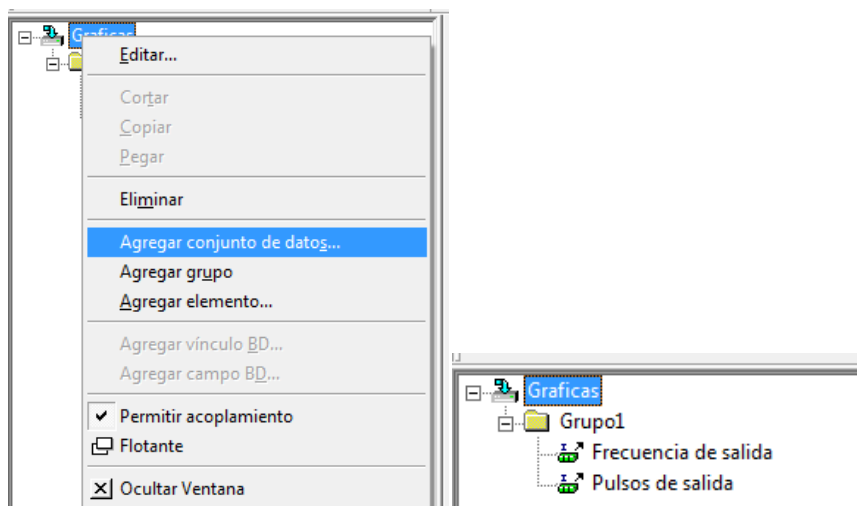 Graficas
Editar...
Cortar
Copiar
Pegar
Eliminar
Agregar conjunto de datos...
Agregar grupo
Agregar elemento...
Agregar vínculo BD...
Agregar campo BD...
Permitir acoplamiento
Flotante
Ocultar Ventana
Graficas
Grupo1
Frecuencia de salida
Pulsos de salida